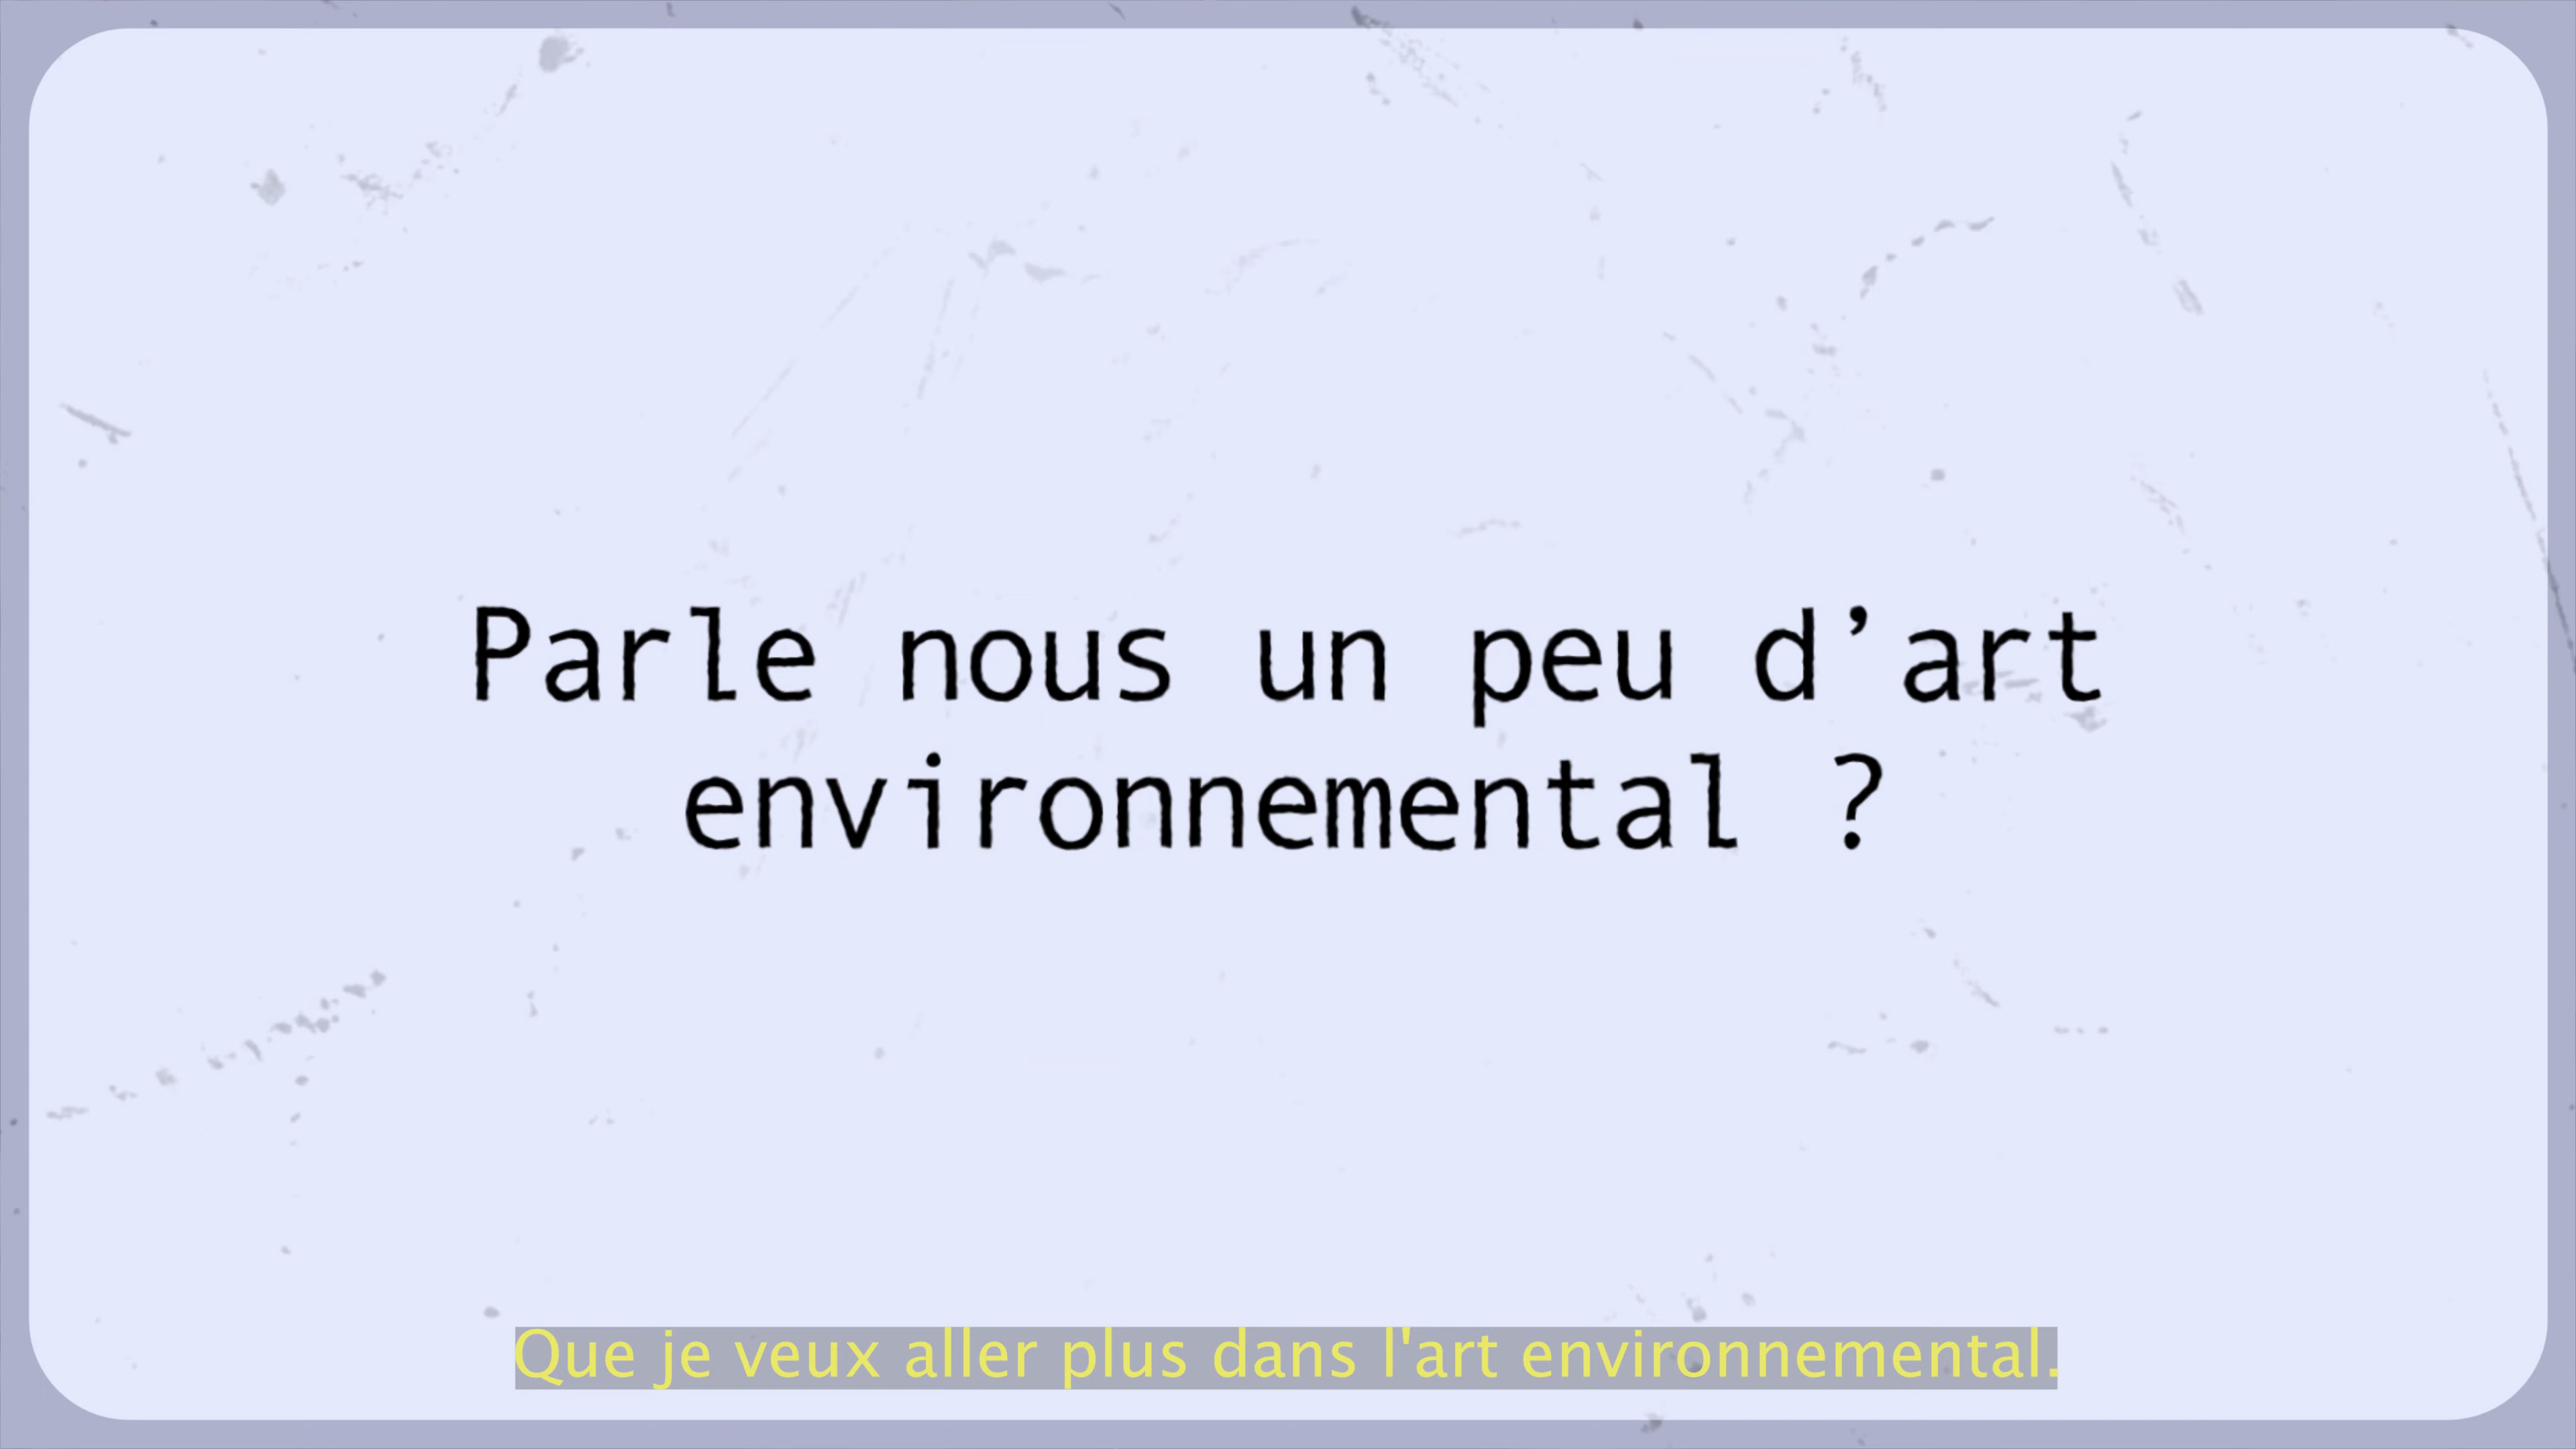 Parle nous un peu d’art
environnemental ?
Que je veux aller plus dans l'art environnemental.